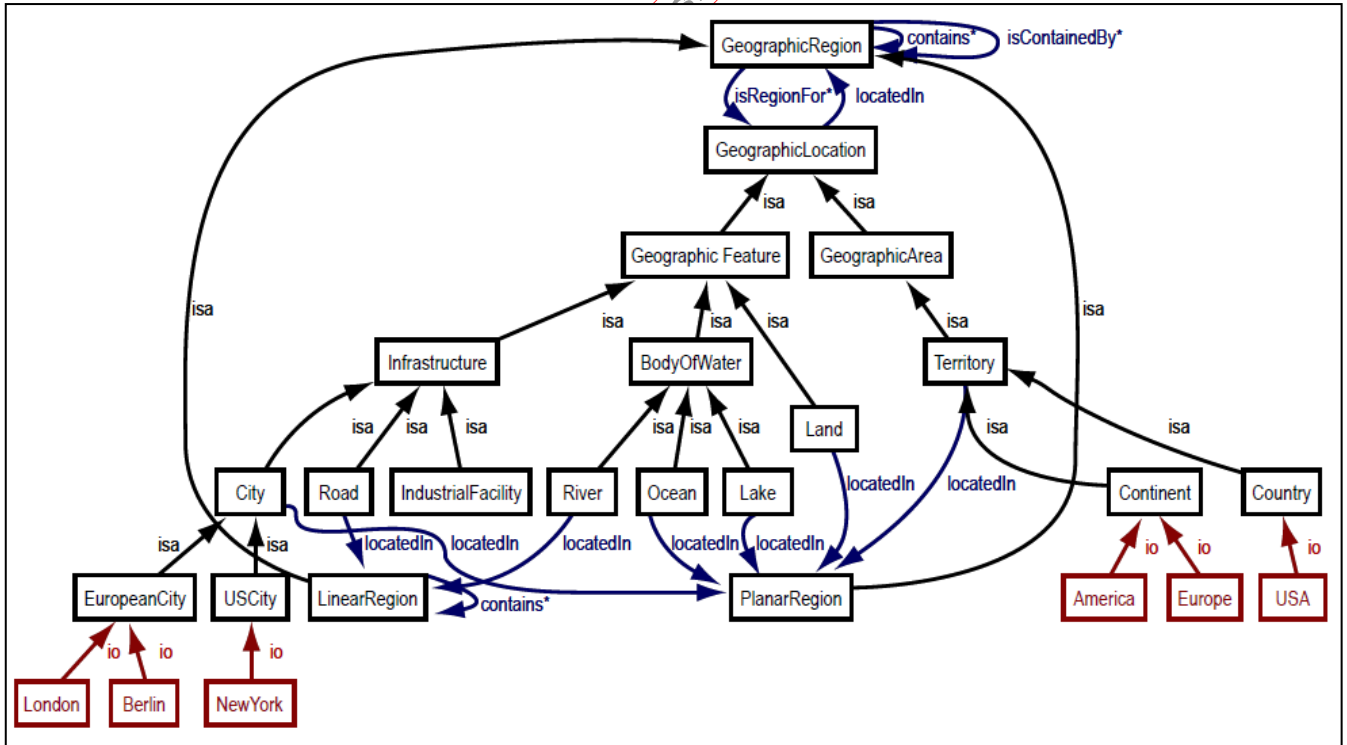 GeographicRegion
contains*
isContainedBy*
isRegionFor*
locatedIn
GeographicLocation
isa
isa
Geographic Feature
GeographicArea
isa
isa
isa
isa
isa
isa
Infrastructure
BodyOfWater
Territory
Land
isa
isa
isa
isa
isa
isa
isa
City
Road
IndustrialFacility
River
Ocean
Lake
locatedIn
locatedIn
Continent
Country
isa
isa
locatedIn
locatedIn
locatedIn
locatedIn
locatedIn
io
io
io
EuropeanCity
USCity
LinearRegion
contains*
PlanarRegion
America
Europe
USA
io
io
io
London
Berlin
NewYork